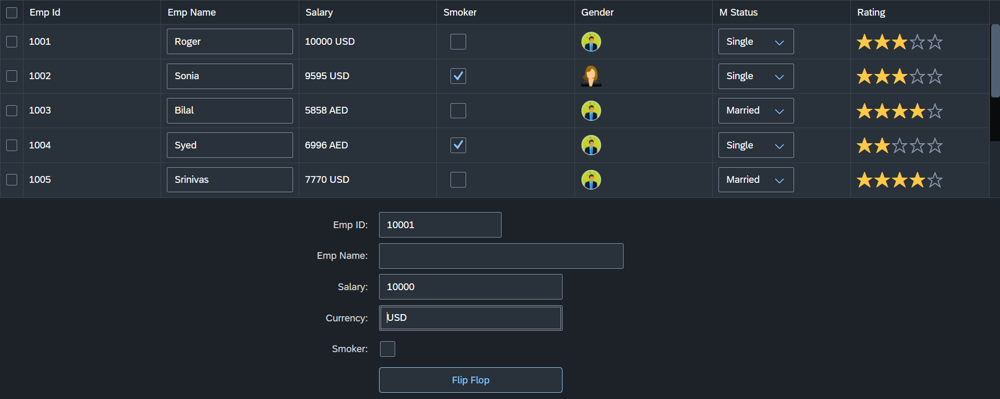 Emp Id Emp Name Salary Smoker Gender M Status Rating
1001 Roger 10000 USD Single
1002 Sonia 9595 USD Single
1003 Bilal 5858 AED Married
1004 Syed 6996 AED Single
1005 Srinivas 7770 USD Married
Emp ID: 10001
Emp Name:
Salary: 10000
Currency: USD
Smoker:
Flip Flop